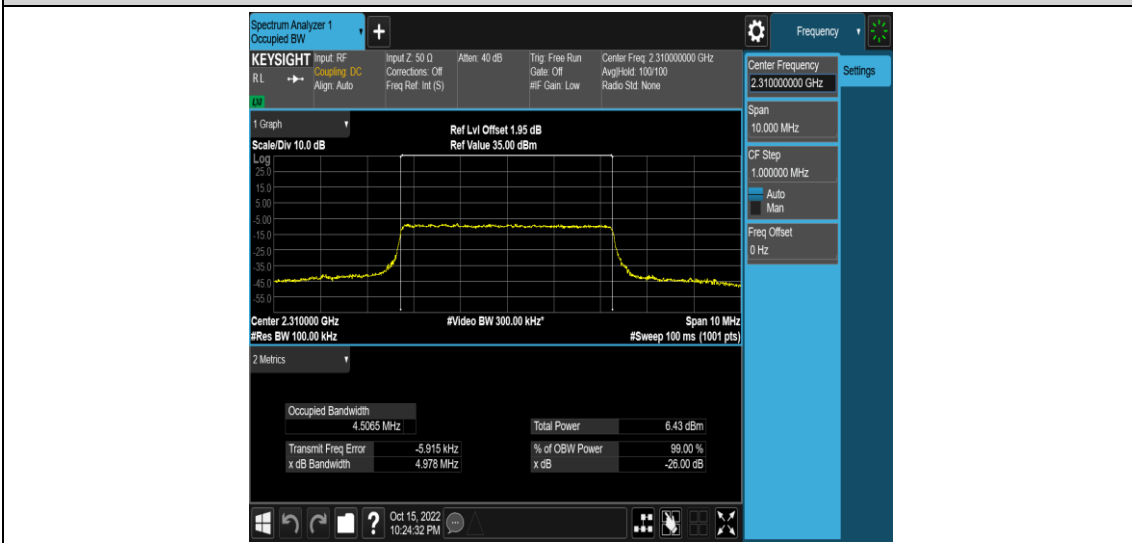 Spectrum Analyzer 1
Occupied BW
+
Frequency
KEYSIGHT
RL
LXI
Input: RF
Coupling: DC
Align: Auto
Input Z: 50 Ω
Corrections: Off
Freq Ref: Int (S)
Atten: 40 dB
Trig: Free Run
Gate: Off
#IF Gain: Low
Center Freq: 2.310000000 GHz
Avg|Hold: 100/100
Radio Std: None
Center Frequency
2.310000000 GHz
Settings
Span
10.000 MHz
CF Step
1.000000 MHz
Auto
Man
Freq Offset
0 Hz
1 Graph
Ref Lvl Offset 1.95 dB
Scale/Div 10.0 dB
Ref Value 35.00 dBm
Log
25.0
15.0
5.00
-5.00
-15.0
-25.0
-35.0
-45.0
-55.0
Center 2.310000 GHz
#Video BW 300.00 kHz*
Span 10 MHz
#Res BW 100.00 kHz
#Sweep 100 ms (1001 pts)
2 Metrics
Occupied Bandwidth
4.5065 MHz
Total Power 6.43 dBm
Transmit Freq Error -5.915 kHz
% of OBW Power 99.00 %
x dB Bandwidth 4.978 MHz
x dB -26.00 dB
?
Oct 15, 2022
10:24:32 PM